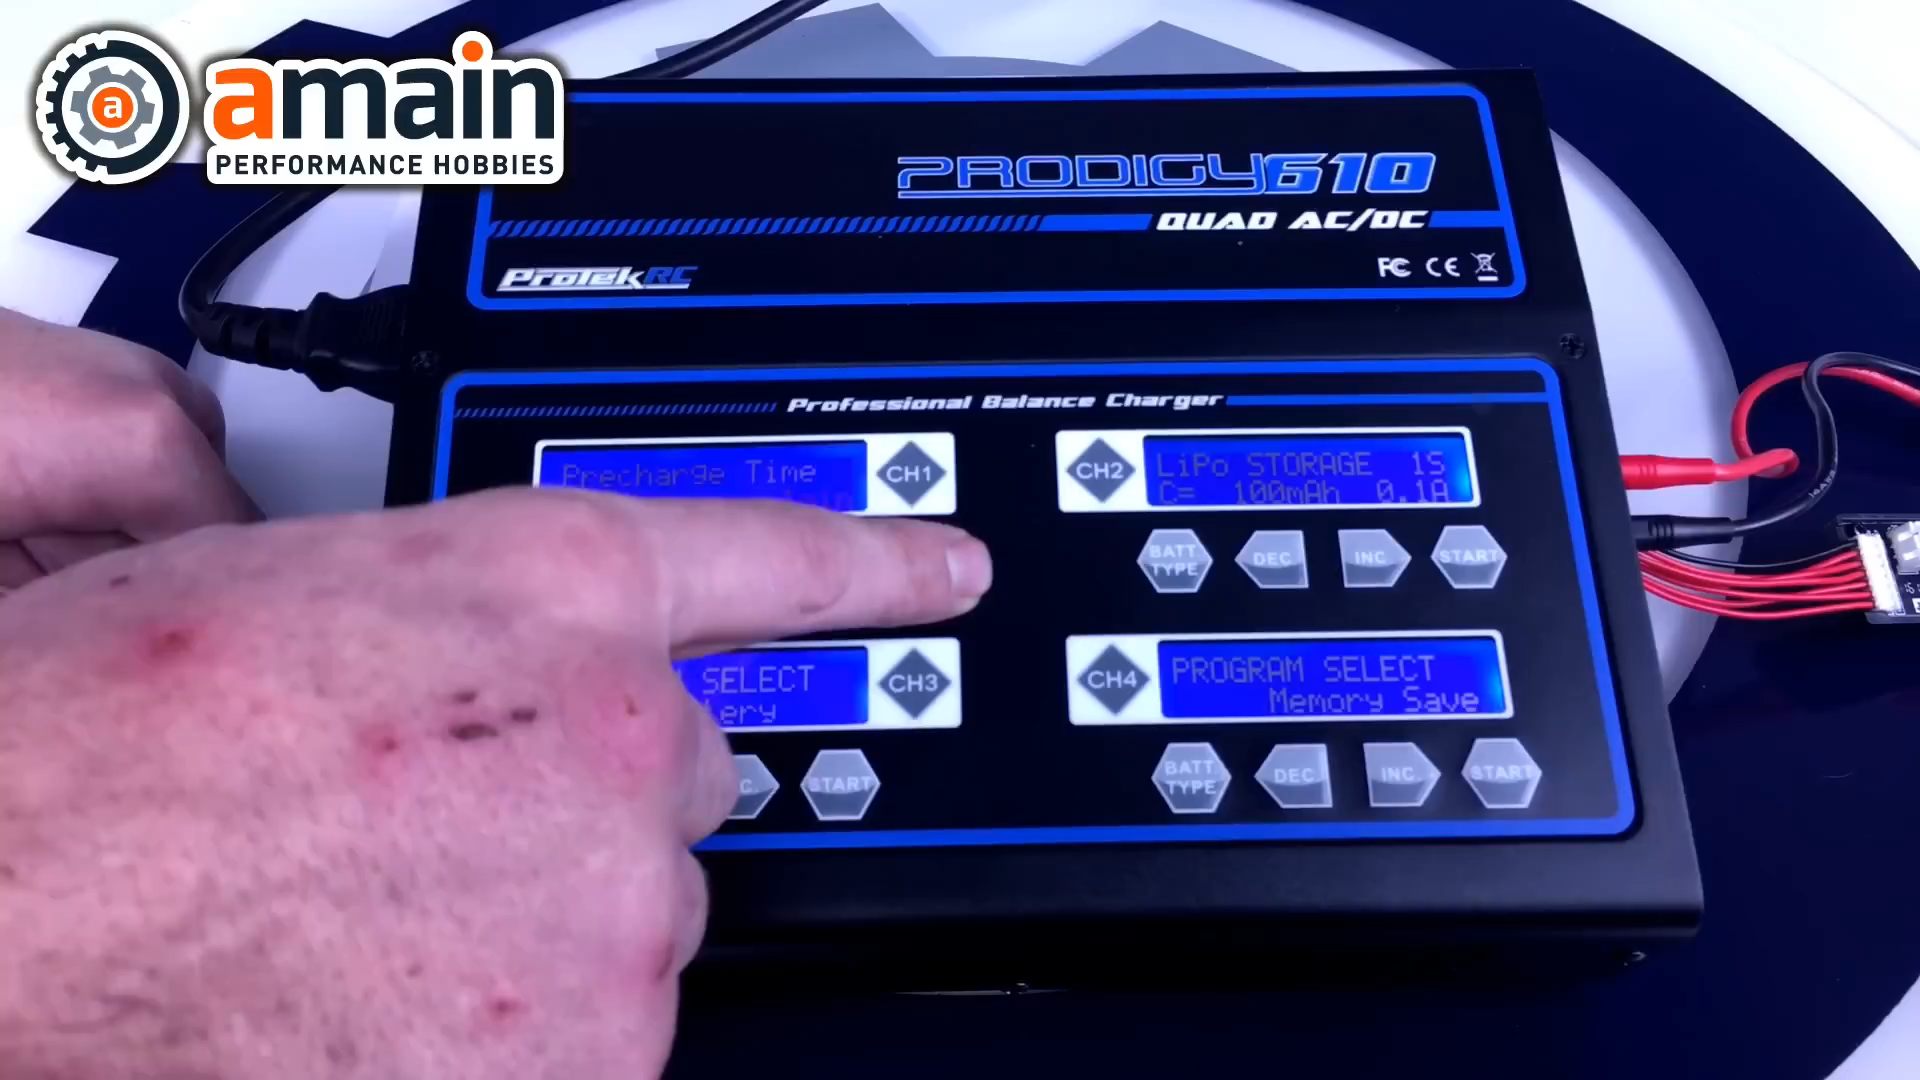 a
amain
PERFORMANCE HOBBIES
PRODIGY610
QUAD AC/DC
ProTekRC
FC CE
Professional Balance Charger
Precharge Time
CH1
CH2
LiPo STORAGE 1S
C= 100mAh 0.1A
BATT.
TYPE
DEC
INC
START
SELECT
CH3
CH4
PROGRAM SELECT
Memory Save
START
BATT.
TYPE
DEC.
INC.
START